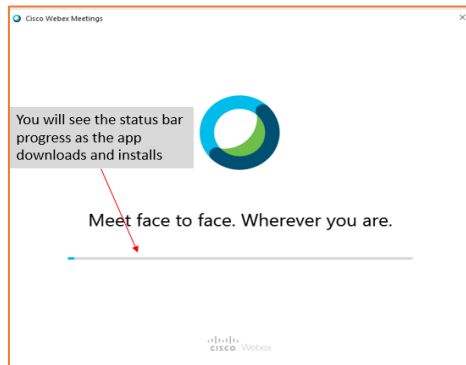 Cisco Webex Meetings
You will see the status bar
progress as the app
downloads and installs
Meet face to face. Wherever you are.
cisco Webex